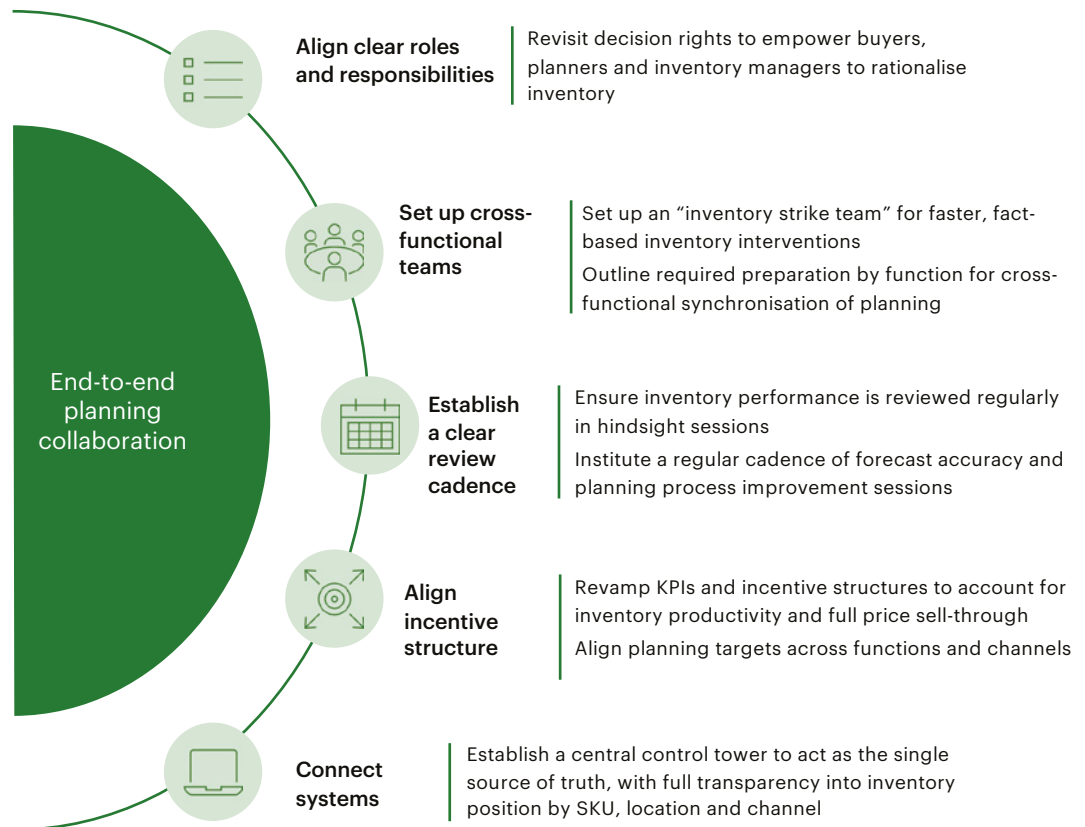 Align clear roles
and responsibilities
Revisit decision rights to empower buyers,
planners and inventory managers to rationalise
inventory
Set up cross-
functional
teams
Set up an “inventory strike team” for faster, fact-
based inventory interventions
Outline required preparation by function for cross-
functional synchronisation of planning
End-to-end
planning
collaboration
Establish
a clear
review
cadence
Ensure inventory performance is reviewed regularly
in hindsight sessions
Institute a regular cadence of forecast accuracy and
planning process improvement sessions
Align
incentive
structure
Revamp KPIs and incentive structures to account for
inventory productivity and full price sell-through
Align planning targets across functions and channels
Connect
systems
Establish a central control tower to act as the single
source of truth, with full transparency into inventory
position by SKU, location and channel